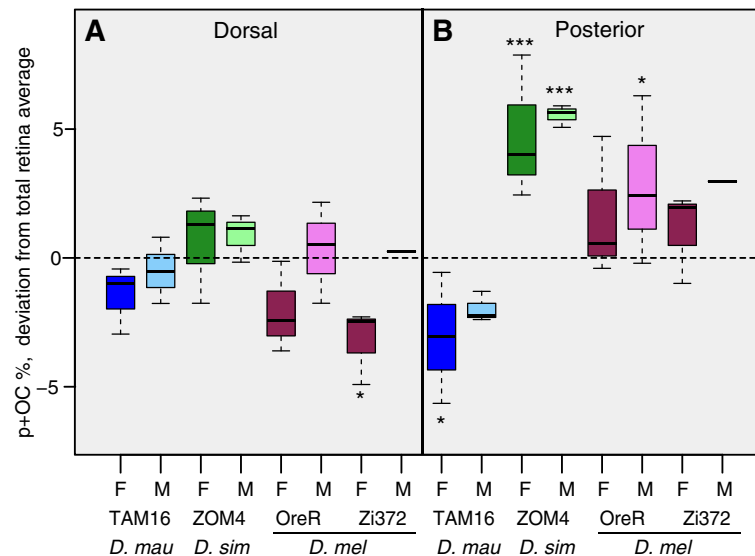 A Dorsal B Posterior
*** ***
*
5
0
−5
* *
p+OC %, deviation from total retina average
F M F M F M F M F M F M F M F M
TAM16 ZOM4 OreR Zi372 TAM16 ZOM4 OreR Zi372
D. mau D. sim D. mel D. mau D. sim D. mel